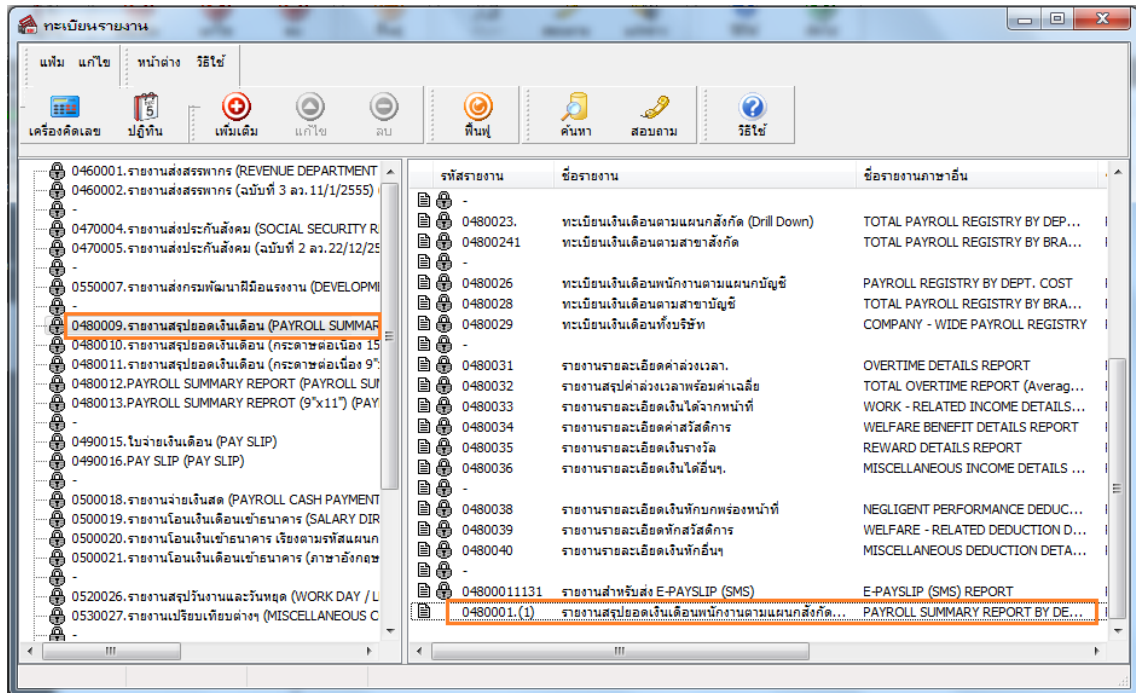 ทะเบียนรายงาน
แฟ้ม แก้ไข หน้าต่าง วิธีใช้
เครื่องคิดเลข ปฏิทิน เพิ่มเติม แก้ไข ลบ ฟื้นฟู ค้นหา สอบถาม วิธีใช้
0460001.รายงานส่งสรรพากร (REVENUE DEPARTMENT
0460002.รายงานส่งสรรพากร (ฉบับที่ 3 ลว.11/1/2555)
-
0470004.รายงานส่งประกันสังคม (SOCIAL SECURITY R
0470005.รายงานส่งประกันสังคม (ฉบับที่ 2 ลว.22/12/25
-
0550007.รายงานส่งกรมพัฒนาฝีมือแรงงาน (DEVELOPM
-
0480009.รายงานสรุปยอดเงินเดือน (PAYROLL SUMMAR
0480010.รายงานสรุปยอดเงินเดือน (กระดาษต่อเนื่อง 15
0480011.รายงานสรุปยอดเงินเดือน (กระดาษต่อเนื่อง 9"
0480012.PAYROLL SUMMARY REPORT (PAYROLL SUM
0480013.PAYROLL SUMMARY REPROT (9"x11") (PAY
-
0490015.ใบจ่ายเงินเดือน (PAY SLIP)
0490016.PAY SLIP (PAY SLIP)
-
0500018.รายงานจ่ายเงินสด (PAYROLL CASH PAYMENT
0500019.รายงานโอนเงินเดือนเข้าธนาคาร (SALARY DIR
0500020.รายงานโอนเงินเข้าธนาคาร เรียงตามรหัสแผนก
0500021.รายงานโอนเงินเดือนเข้าธนาคาร (ภาษาอังกฤษ
-
0520026.รายงานสรุปวันงานและวันหยุด (WORK DAY / L
0530027.รายงานเปรียบเทียบต่างๆ (MISCELLANEOUS C
-
รหัสรายงาน ชื่อรายงาน ชื่อรายงานภาษาอื่น
-
0480023. ทะเบียนเงินเดือนตามแผนกสังกัด (Drill Down) TOTAL PAYROLL REGISTRY BY DEP...
04800241 ทะเบียนเงินเดือนตามสาขาสังกัด TOTAL PAYROLL REGISTRY BY BRA...
-
0480026 ทะเบียนเงินเดือนพนักงานตามแผนกบัญชี PAYROLL REGISTRY BY DEPT. COST
0480028 ทะเบียนเงินเดือนตามสาขาบัญชี TOTAL PAYROLL REGISTRY BY BRA...
0480029 ทะเบียนเงินเดือนทั้งบริษัท COMPANY - WIDE PAYROLL REGISTRY
-
0480031 รายงานรายละเอียดค่าล่วงเวลา. OVERTIME DETAILS REPORT
0480032 รายงานสรุปค่าล่วงเวลาพร้อมค่าเฉลี่ย TOTAL OVERTIME REPORT (Averag...
0480033 รายงานรายละเอียดเงินได้จากหน้าที่ WORK - RELATED INCOME DETAILS...
0480034 รายงานรายละเอียดค่าสวัสดิการ WELFARE BENEFIT DETAILS REPORT
0480035 รายงานรายละเอียดเงินรางวัล REWARD DETAILS REPORT
0480036 รายงานรายละเอียดเงินได้อื่นๆ. MISCELLANEOUS INCOME DETAILS ...
-
0480038 รายงานรายละเอียดเงินหักบกพร่องหน้าที่ NEGLIGENT PERFORMANCE DEDUC...
0480039 รายงานรายละเอียดหักสวัสดิการ WELFARE - RELATED DEDUCTION D...
0480040 รายงานรายละเอียดเงินหักอื่นๆ MISCELLANEOUS DEDUCTION DETA...
-
04800011131 รายงานสำหรับส่ง E-PAYSLIP (SMS) E-PAYSLIP (SMS) REPORT
0480001.(1) รายงานสรุปยอดเงินเดือนพนักงานตามแผนกสังกัด... PAYROLL SUMMARY REPORT BY DE...